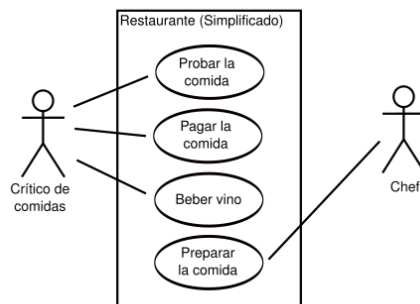 Restaurante (Simplificado)
Probar la
comida
Pagar la
comida
Crítico de
comidas
Beber vino
Chef
Preparar
la comida